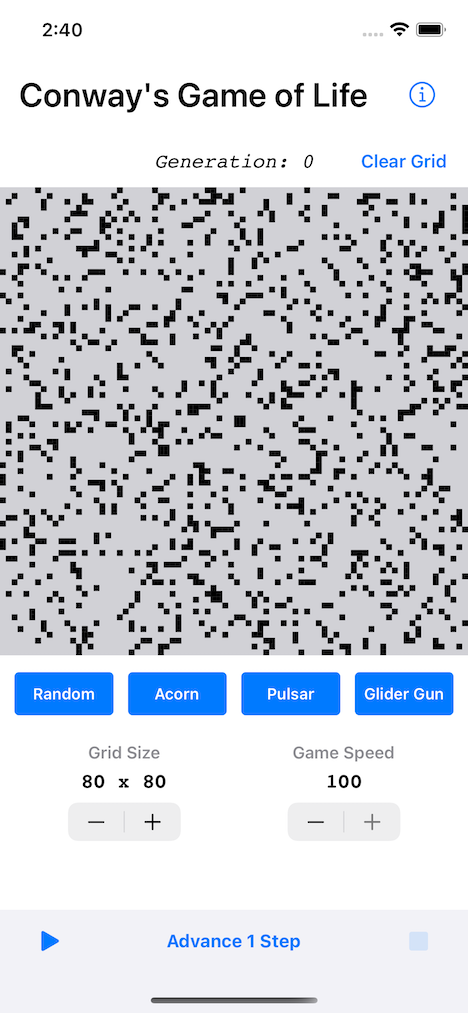 2:40
Conway's Game of Life
Generation: 0 Clear Grid
Random Acorn Pulsar Glider Gun
Grid Size Game Speed
80 x 80 100
Advance 1 Step